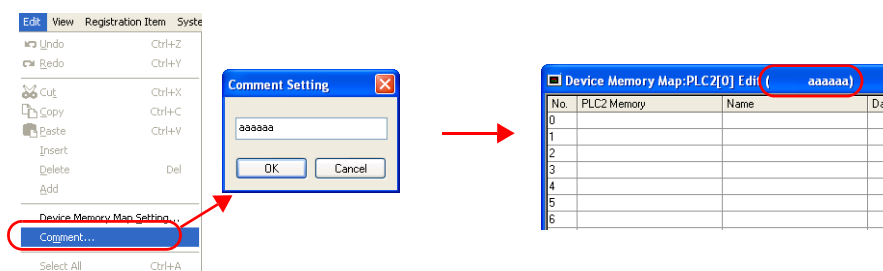 Edit View Registration Item Syste
Undo Ctrl+Z
Redo Ctrl+Y
Cut Ctrl+X
Copy Ctrl+C
Paste Ctrl+V
Insert
Delete Del
Add
Device Memory Map Setting...
Comment...
Select All Ctrl+A
Comment Setting
aaaaaa
OK Cancel
Device Memory Map:PLC2[0] Edit ( aaaaaa)
No. PLC2 Memory Name Da
0
1
2
3
4
5
6